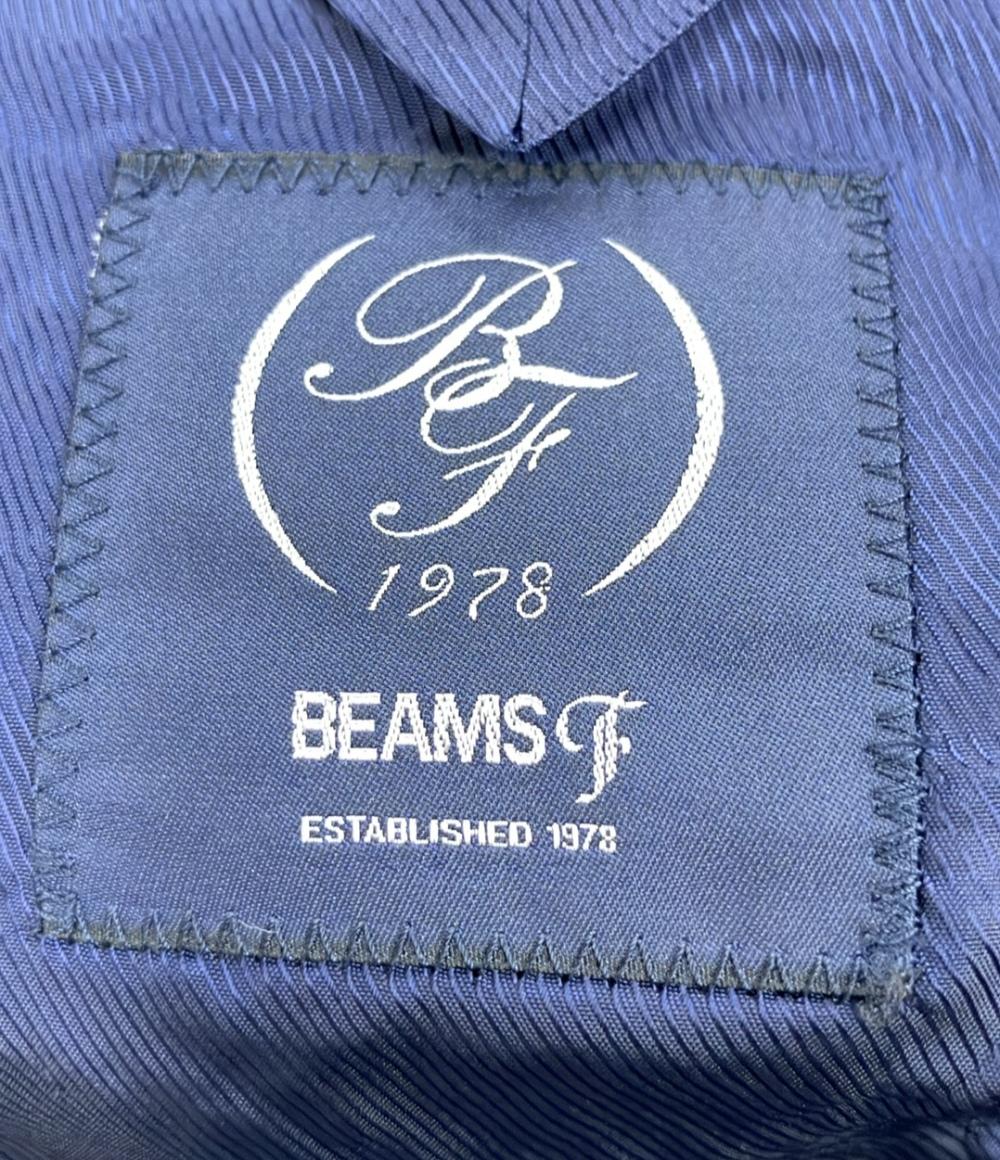 BF
1978
BEAMS F
ESTABLISHED 1978